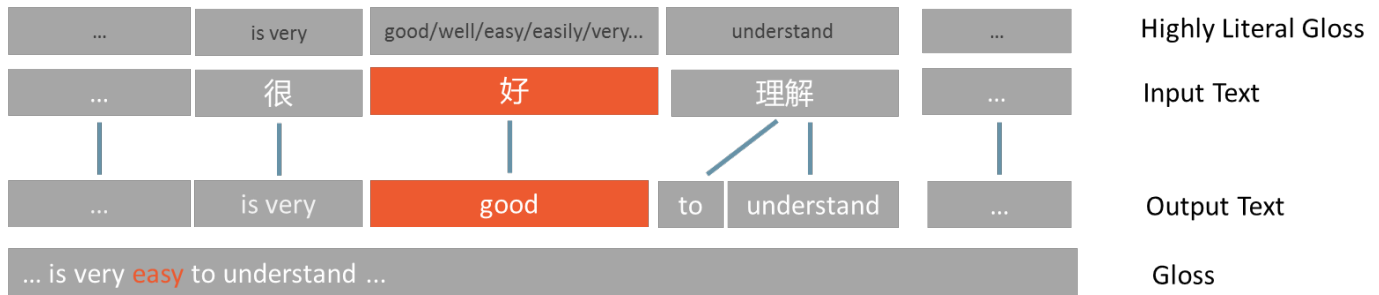 ... is very good/well/easy/easily/very... understand ... Highly Literal Gloss
... 很 好 理解 ... Input Text
... is very good to understand ... Output Text
... is very easy to understand ... Gloss